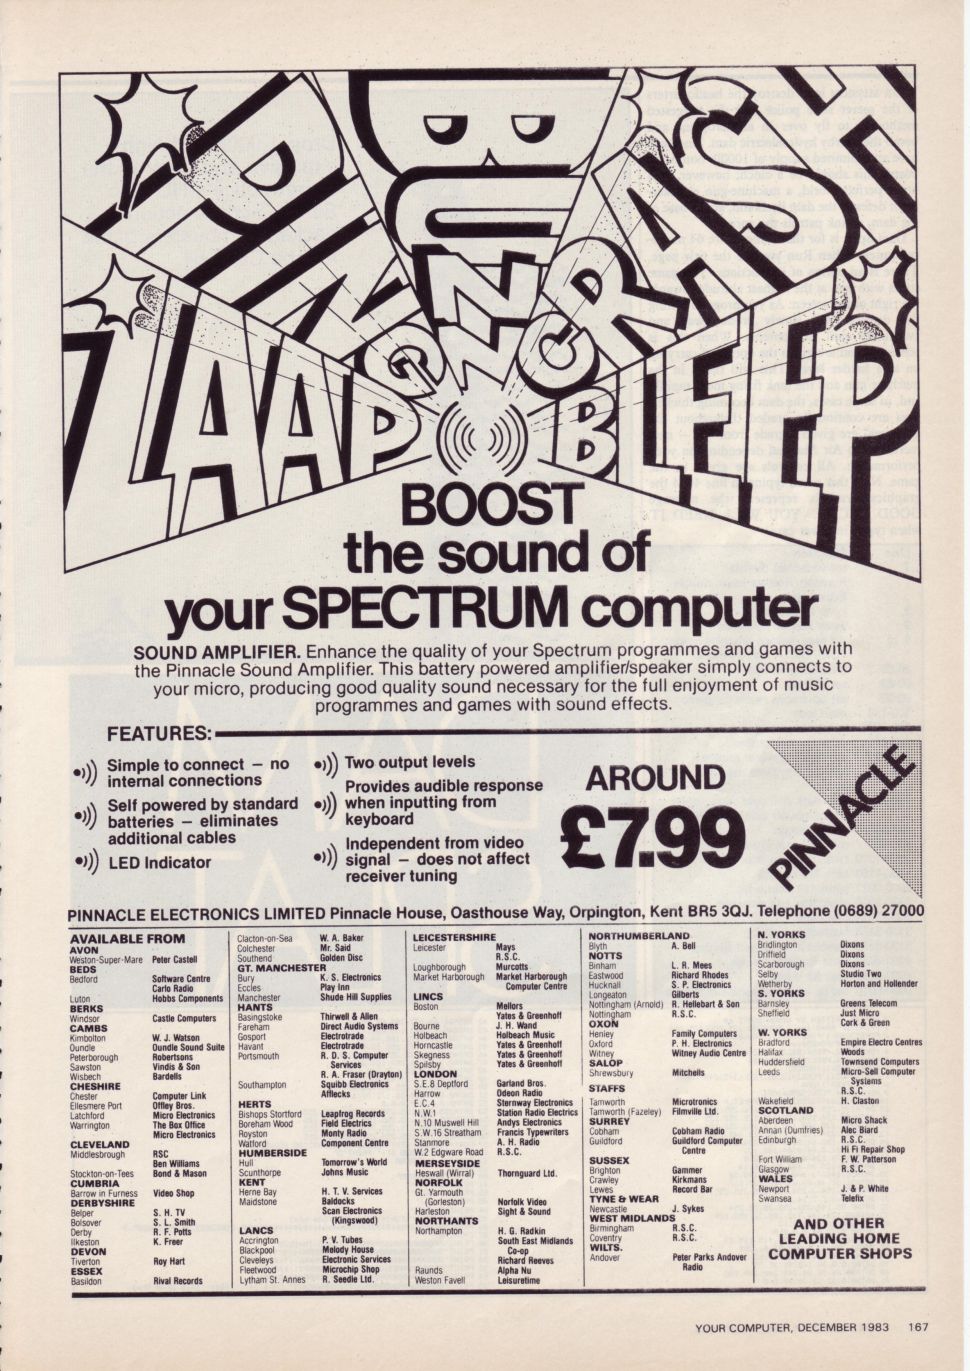 PING
BOING
CRASH
ZAAAP
BLEEEP
BOOST
the sound of
your SPECTRUM computer
SOUND AMPLIFIER. Enhance the quality of your Spectrum programmes and games with
the Pinnacle Sound Amplifier. This battery powered amplifier/speaker simply connects to
your micro, producing good quality sound necessary for the full enjoyment of music
programmes and games with sound effects.
FEATURES:
Simple to connect – no
internal connections
Self powered by standard
batteries – eliminates
additional cables
LED Indicator
Two output levels
Provides audible response
when inputting from
keyboard
Independent from video
signal – does not affect
receiver tuning
AROUND
£7.99
PINNACLE
PINNACLE ELECTRONICS LIMITED Pinnacle House, Oasthouse Way, Orpington, Kent BR5 3QJ. Telephone (0689) 27000
AVAILABLE FROM
AVON
Weston-Super-Mare Peter Castell
BEDS
Bedford Software Centre
Carlo Radio
Luton Hobbs Components
BERKS
Windsor Castle Computers
CAMBS
Kimbolton W. J. Watson
Oundle Oundle Sound Suite
Peterborough Robertsons
Sawston Vindis & Son
Wisbech Bardells
CHESHIRE
Chester Computer Link
Ellesmere Port Offley Bros.
Latchford Micro Electronics
Warrington The Box Office
Micro Electronics
CLEVELAND
Middlesbrough RSC
Ben Williams
Stockton-on-Tees Bond & Mason
CUMBRIA
Barrow in Furness Video Shop
DERBYSHIRE
Belper S. H. TV
Bolsover S. L. Smith
Derby R. F. Potts
Ilkeston K. Freer
DEVON
Tiverton Roy Hart
ESSEX
Basildon Rival Records
Clacton-on-Sea W. A. Baker
Colchester Mr. Said
Southend Golden Disc
GT. MANCHESTER
Bury K. S. Electronics
Eccles Play Inn
Manchester Shude Hill Supplies
HANTS
Basingstoke Thirwell & Allen
Fareham Direct Audio Systems
Gosport Electrotrade
Havant Electrotrade
Portsmouth R. D. S. Computer
Services
R. A. Fraser (Drayton)
Southampton Squibb Electronics
Afflecks
HERTS
Bishops Stortford Leapfrog Records
Boreham Wood Field Electrics
Royston Monty Radio
Watford Component Centre
HUMBERSIDE
Hull Tomorrow's World
Scunthorpe Johns Music
KENT
Herne Bay H. T. V. Services
Maidstone Baldocks
Scan Electronics
(Kingswood)
LANCS
Accrington P. V. Tubes
Blackpool Melody House
Cleveleys Electronic Services
Fleetwood Microchip Shop
Lytham St. Annes R. Seedle Ltd.
LEICESTERSHIRE
Leicester Mays
R.S.C.
Loughborough Murcotts
Market Harborough Market Harborough
Computer Centre
LINCS
Boston Mellors
Yates & Greenhoff
Bourne J. H. Wand
Holbeach Holbeach Music
Horncastle Yates & Greenhoff
Skegness Yates & Greenhoff
Spilsby Yates & Greenhoff
LONDON
S.E.8 Deptford Garland Bros.
Harrow Odeon Radio
E.C.4 Sternway Electronics
N.W.1 Station Radio Electrics
N.10 Muswell Hill Andys Electronics
S.W.16 Streatham Francis Typewriters
Stanmore A. H. Radio
W.2 Edgware Road R.S.C.
MERSEYSIDE
Heswall (Wirral) Thornguard Ltd.
NORFOLK
Gt. Yarmouth
(Gorleston) Norfolk Video
Harleston Sight & Sound
NORTHANTS
Northampton H. G. Radkin
South East Midlands
Co-op
Richard Reeves
Raunds Alpha Nu
Weston Favell Leisuretime
NORTHUMBERLAND
Blyth A. Bell
NOTTS
Binham L. R. Mees
Eastwood Richard Rhodes
Hucknall S. P. Electronics
Longeaton Gilberts
Nottingham (Arnold) R. Hellebart & Son
Nottingham R.S.C.
OXON
Henley Family Computers
Oxford P. H. Electronics
Witney Witney Audio Centre
SALOP
Shrewsbury Mitchells
STAFFS
Tamworth Microtronics
Tamworth (Fazeley) Filmville Ltd.
SURREY
Cobham Cobham Radio
Guildford Guildford Computer
Centre
SUSSEX
Brighton Gammer
Crawley Kirkmans
Lewes Record Bar
TYNE & WEAR
Newcastle J. Sykes
WEST MIDLANDS
Birmingham R.S.C.
Coventry R.S.C.
WILTS.
Andover Peter Parks Andover
Radio
N. YORKS
Bridlington Dixons
Driffield Dixons
Scarborough Dixons
Selby Studio Two
Wetherby Horton and Hollender
S. YORKS
Barnsley Greens Telecom
Sheffield Just Micro
Cork & Green
W. YORKS
Bradford Empire Electro Centres
Halifax Woods
Huddersfield Townsend Computers
Leeds Micro-Sell Computer
Systems
R.S.C.
Wakefield H. Claston
SCOTLAND
Aberdeen Micro Shack
Annan (Dumfries) Alec Biard
Edinburgh R.S.C.
Hi Fi Repair Shop
Fort William F. W. Patterson
Glasgow R.S.C.
WALES
Newport J. & P. White
Swansea Telefix
AND OTHER
LEADING HOME
COMPUTER SHOPS
YOUR COMPUTER, DECEMBER 1983 167